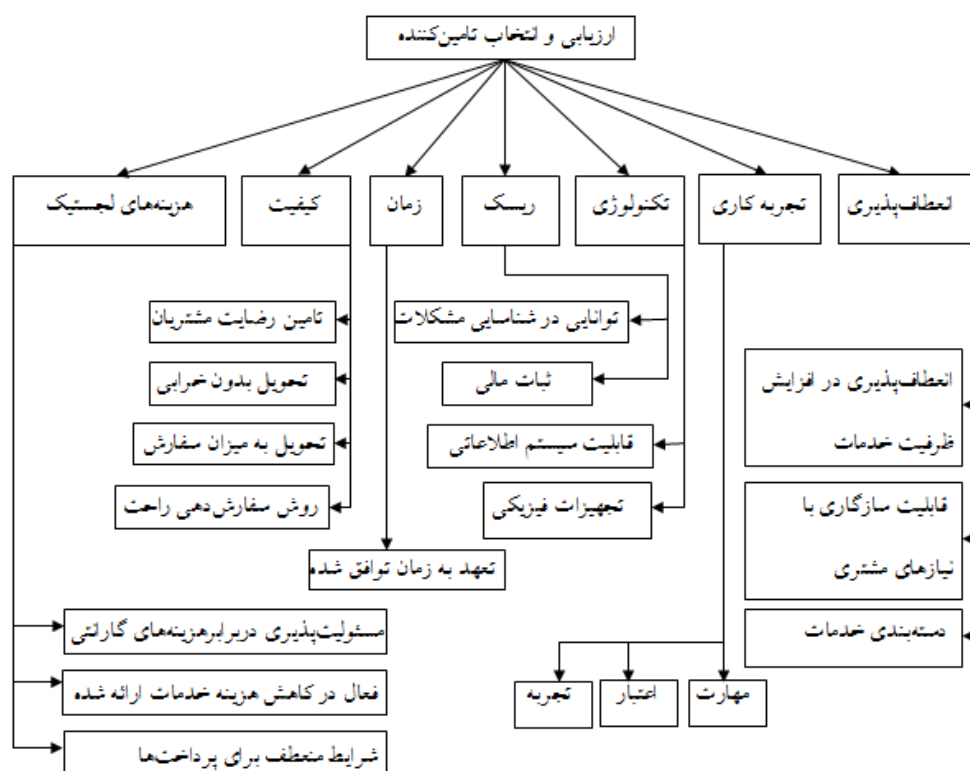 ارزیابی و انتخاب تامین‌کننده
انعطاف‌پذیری
تجربه کاری
تکنولوژی
ریسک
زمان
کیفیت
هزینه‌های لجستیک
توانایی در شناسایی مشکلات
تامین رضایت مشتریان
انعطاف‌پذیری در افزایش
ظرفیت خدمات
ثبات مالی
تحویل بدون خرابی
قابلیت سیستم اطلاعاتی
تحویل به میزان سفارش
قابلیت سازگاری با
نیازهای مشتری
تجهیزات فیزیکی
روش سفارش‌دهی راحت
تعهد به زمان توافق شده
دسته‌بندی خدمات
مسئولیت‌پذیری دربرابرهزینه‌های گارانتی
مهارت
اعتبار
تجربه
فعال در کاهش هزینه خدمات ارائه شده
شرایط منعطف برای پرداخت‌ها